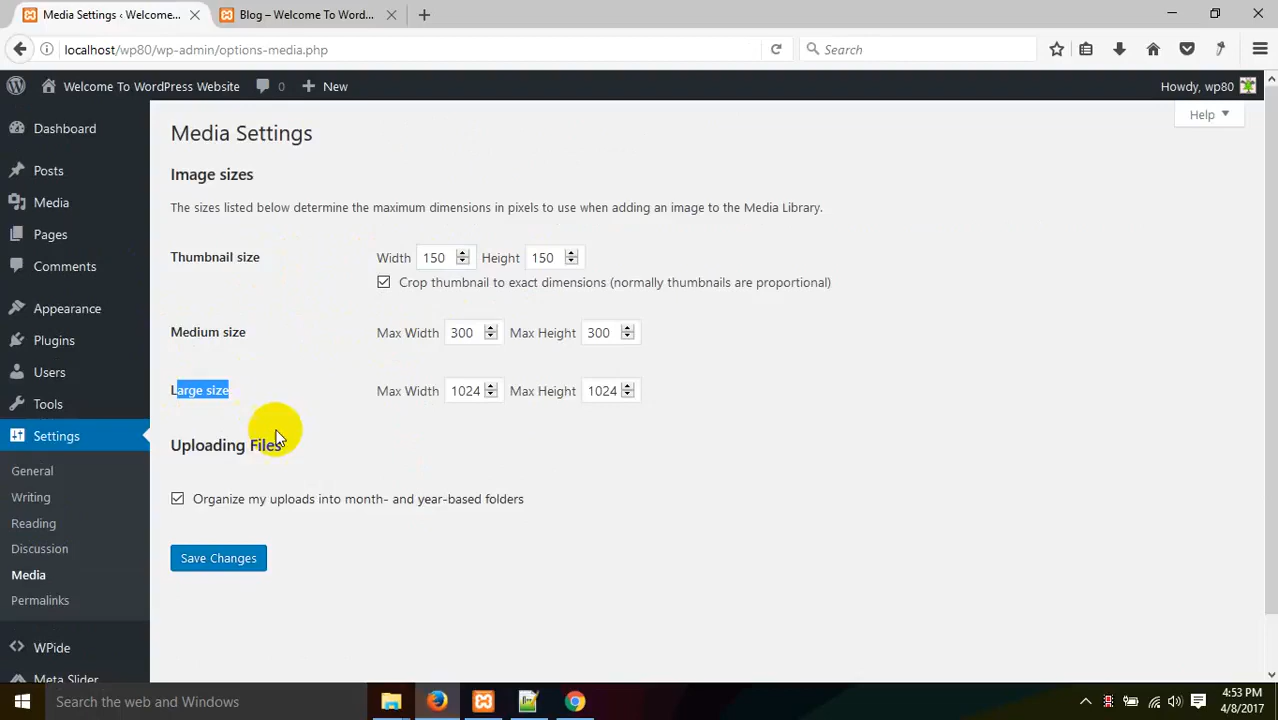 Media Settings ‹ Welcome...
Blog – Welcome To Word...
localhost/wp80/wp-admin/options-media.php
Search
Welcome To WordPress Website
0
New
Howdy, wp80
Help
Dashboard
Posts
Media
Pages
Comments
Appearance
Plugins
Users
Tools
Settings
General
Writing
Reading
Discussion
Media
Permalinks
WPide
Meta Slider
Media Settings
Image sizes
The sizes listed below determine the maximum dimensions in pixels to use when adding an image to the Media Library.
Thumbnail size
Width 150 Height 150
Crop thumbnail to exact dimensions (normally thumbnails are proportional)
Medium size
Max Width 300 Max Height 300
Large size
Max Width 1024 Max Height 1024
Uploading Files
Organize my uploads into month- and year-based folders
Save Changes
Search the web and Windows
4:53 PM
4/8/2017